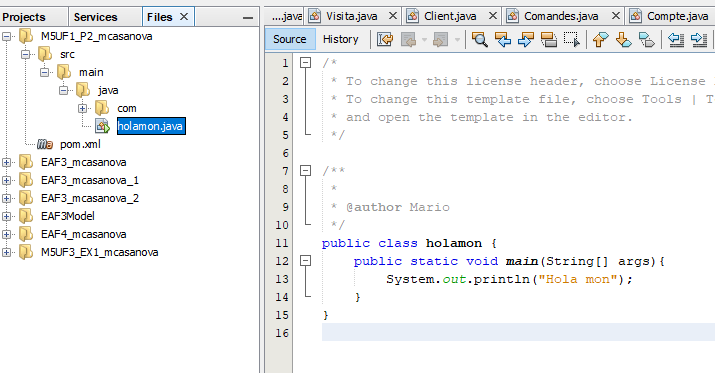 Projects Services Files
M5UF1_P2_mcasanova
src
main
java
com
holamon.java
pom.xml
EAF3_mcasanova
EAF3_mcasanova_1
EAF3_mcasanova_2
EAF3Model
EAF4_mcasanova
M5UF3_EX1_mcasanova
....java Visita.java Client.java Comandes.java Compte.java
Source History
1 /*
2 * To change this license header, choose License
3 * To change this template file, choose Tools | T
4 * and open the template in the editor.
5 */
6
7 /**
8 *
9 * @author Mario
10 */
11 public class holamon {
12 public static void main(String[] args){
13 System.out.println("Hola mon");
14 }
15 }
16